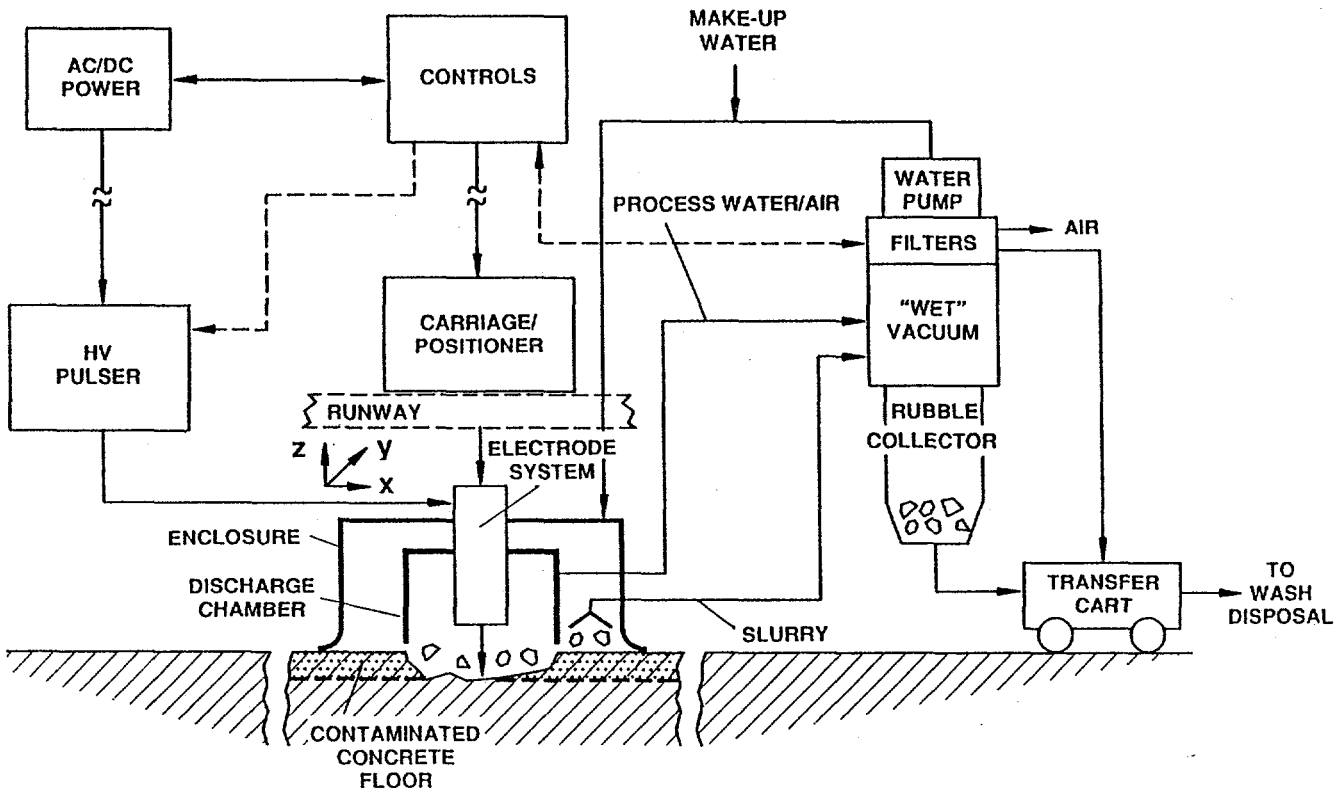 MAKE-UP
WATER
AC/DC
POWER
CONTROLS
WATER
PUMP
PROCESS WATER/AIR
FILTERS
AIR
"WET"
VACUUM
HV
PULSER
CARRIAGE/
POSITIONER
RUNWAY
RUBBLE
COLLECTOR
z
y
x
ELECTRODE
SYSTEM
ENCLOSURE
DISCHARGE
CHAMBER
SLURRY
TRANSFER
CART
TO
WASH
DISPOSAL
CONTAMINATED
CONCRETE
FLOOR